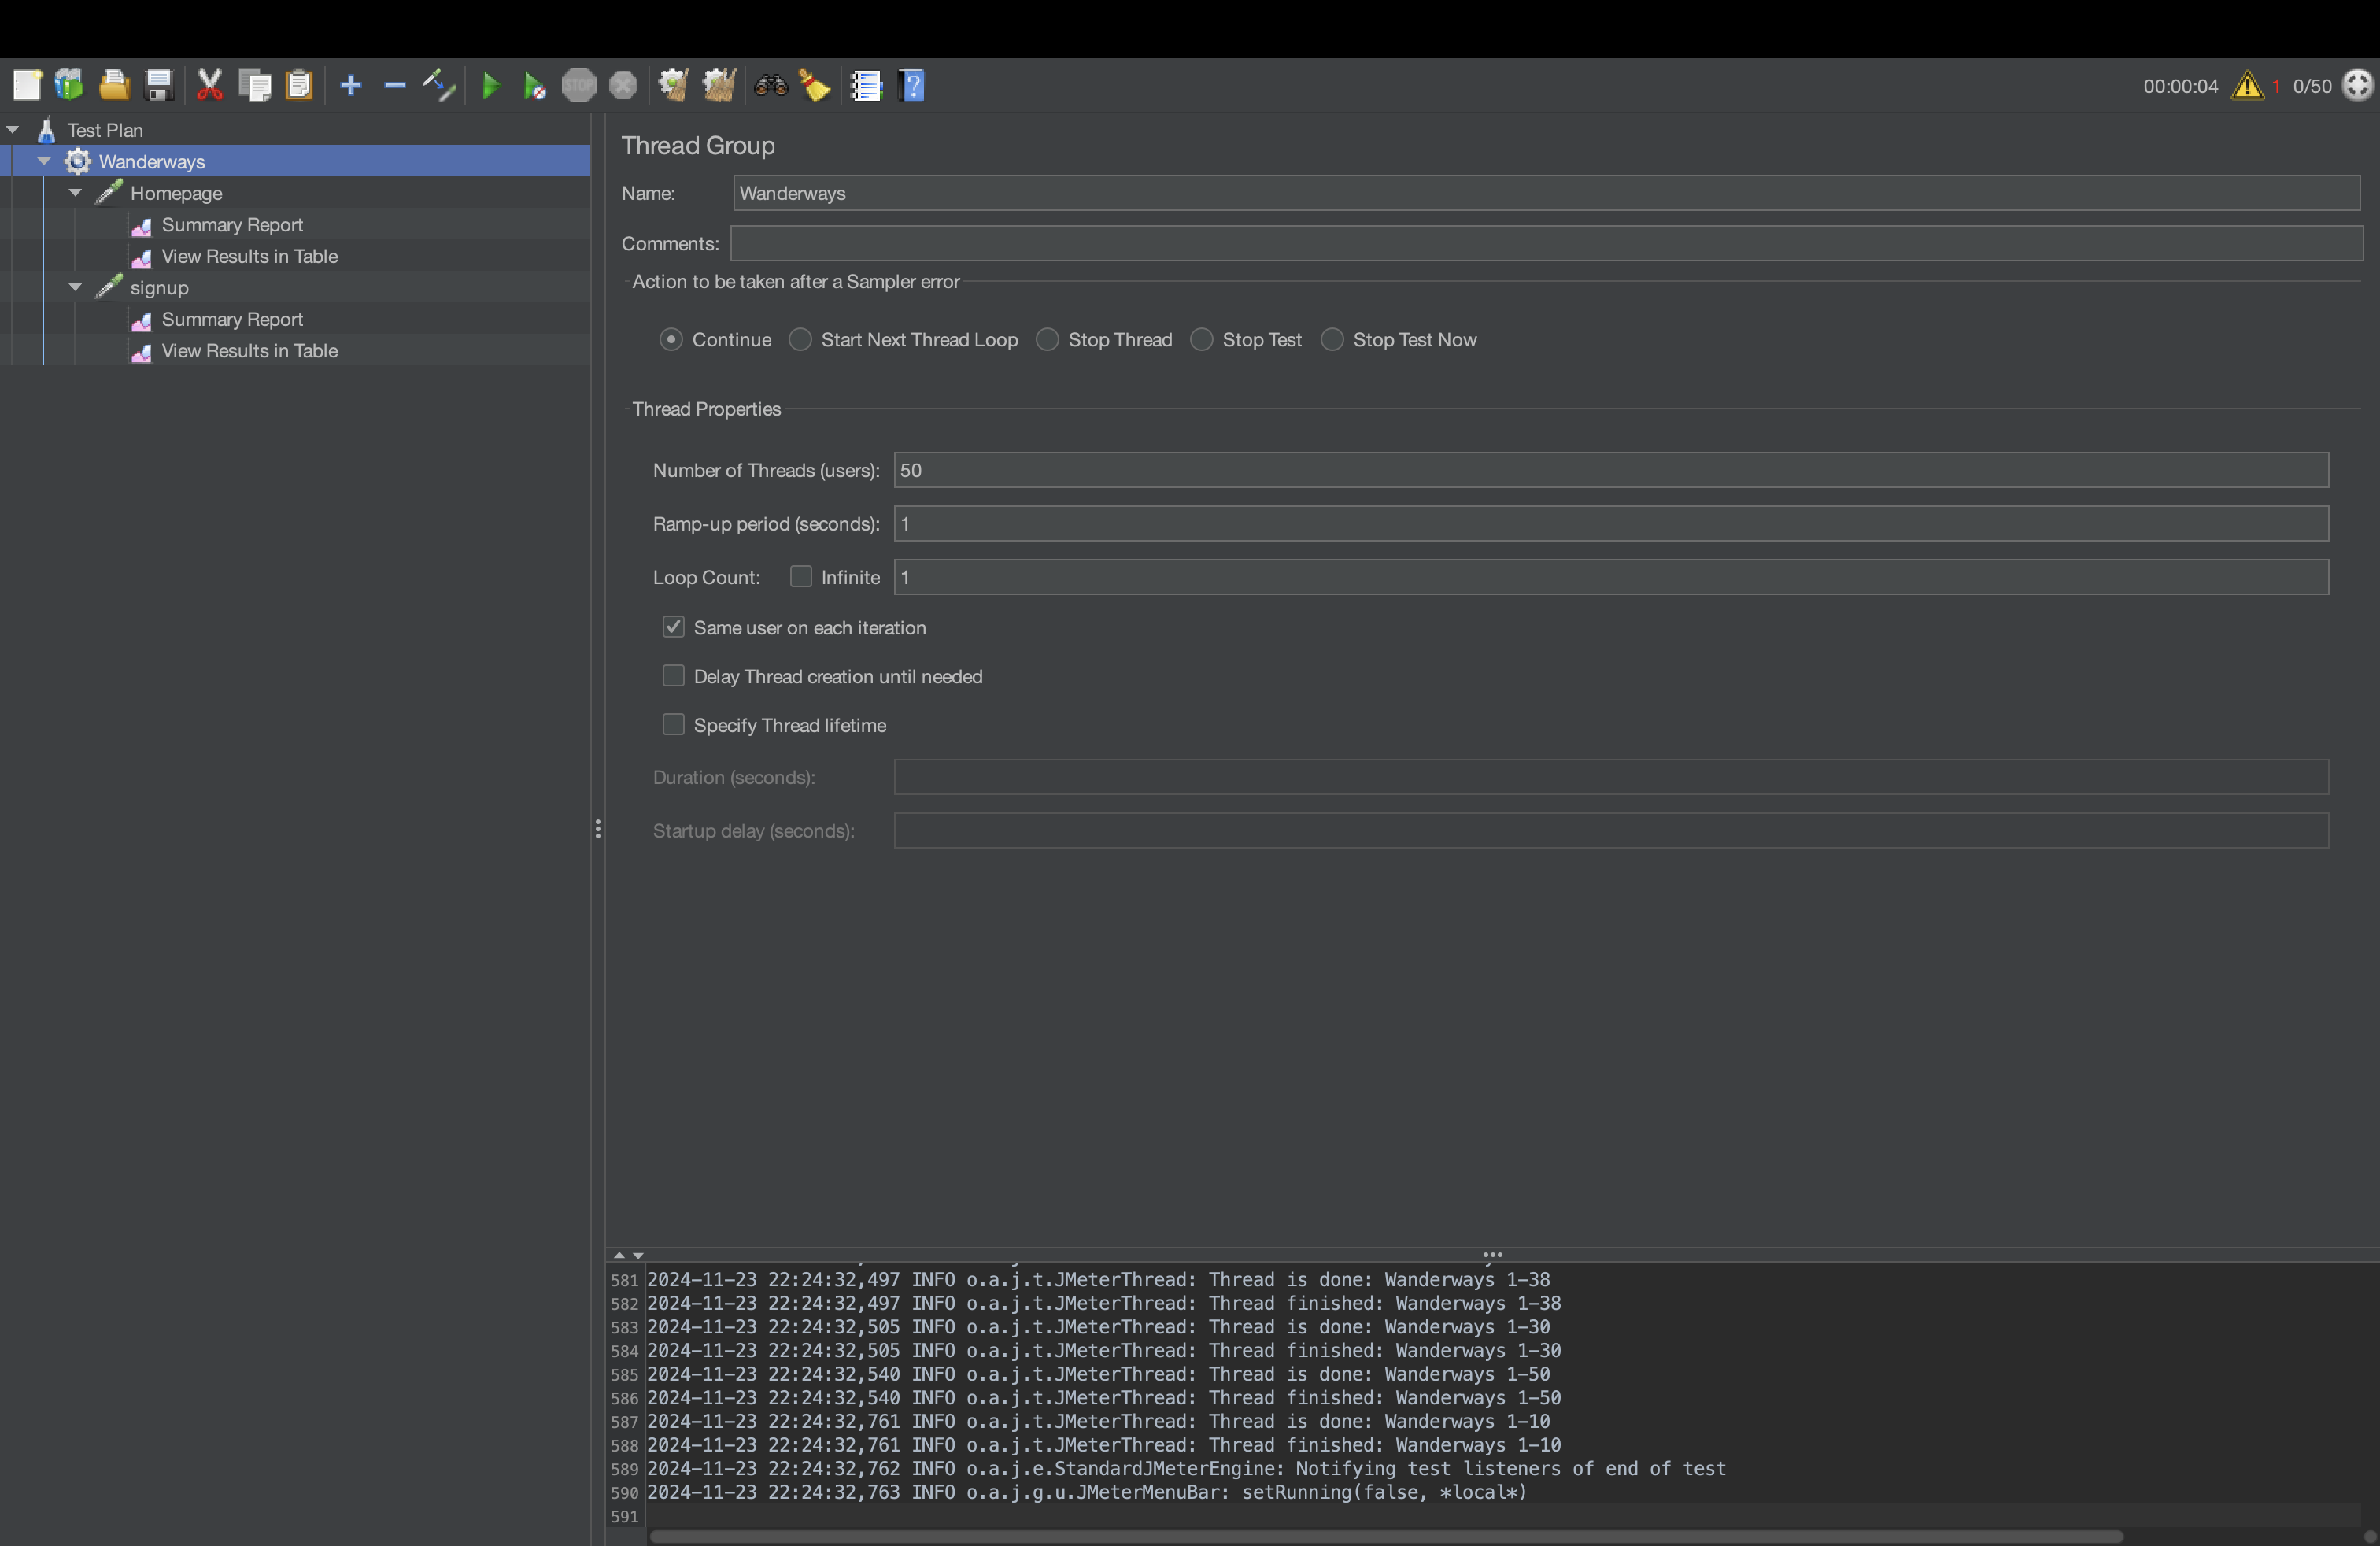 STOP
00:00:04 1 0/50
Test Plan
Wanderways
Homepage
Summary Report
View Results in Table
signup
Summary Report
View Results in Table
Thread Group
Name: Wanderways
Comments:
Action to be taken after a Sampler error
Continue Start Next Thread Loop Stop Thread Stop Test Stop Test Now
Thread Properties
Number of Threads (users): 50
Ramp-up period (seconds): 1
Loop Count: Infinite 1
Same user on each iteration
Delay Thread creation until needed
Specify Thread lifetime
Duration (seconds):
Startup delay (seconds):
581 2024-11-23 22:24:32,497 INFO o.a.j.t.JMeterThread: Thread is done: Wanderways 1-38
582 2024-11-23 22:24:32,497 INFO o.a.j.t.JMeterThread: Thread finished: Wanderways 1-38
583 2024-11-23 22:24:32,505 INFO o.a.j.t.JMeterThread: Thread is done: Wanderways 1-30
584 2024-11-23 22:24:32,505 INFO o.a.j.t.JMeterThread: Thread finished: Wanderways 1-30
585 2024-11-23 22:24:32,540 INFO o.a.j.t.JMeterThread: Thread is done: Wanderways 1-50
586 2024-11-23 22:24:32,540 INFO o.a.j.t.JMeterThread: Thread finished: Wanderways 1-50
587 2024-11-23 22:24:32,761 INFO o.a.j.t.JMeterThread: Thread is done: Wanderways 1-10
588 2024-11-23 22:24:32,761 INFO o.a.j.t.JMeterThread: Thread finished: Wanderways 1-10
589 2024-11-23 22:24:32,762 INFO o.a.j.e.StandardJMeterEngine: Notifying test listeners of end of test
590 2024-11-23 22:24:32,763 INFO o.a.j.g.u.JMeterMenuBar: setRunning(false, *local*)
591